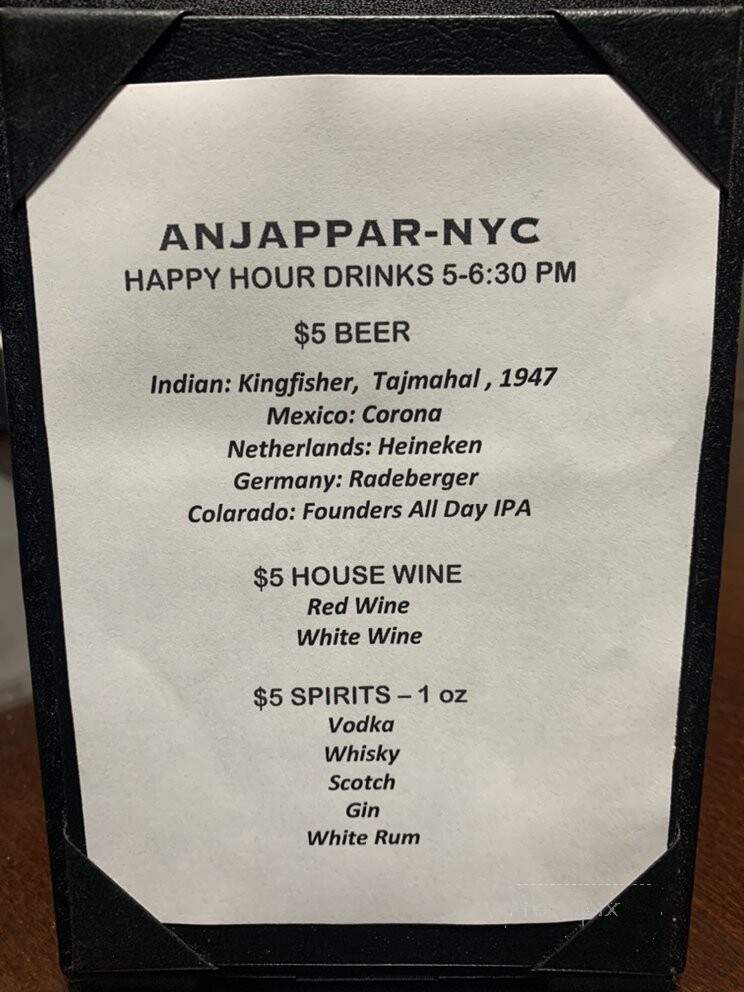 ANJAPPAR-NYC
HAPPY HOUR DRINKS 5-6:30 PM
$5 BEER
Indian: Kingfisher, Tajmahal , 1947
Mexico: Corona
Netherlands: Heineken
Germany: Radeberger
Colarado: Founders All Day IPA
$5 HOUSE WINE
Red Wine
White Wine
$5 SPIRITS – 1 oz
Vodka
Whisky
Scotch
Gin
White Rum